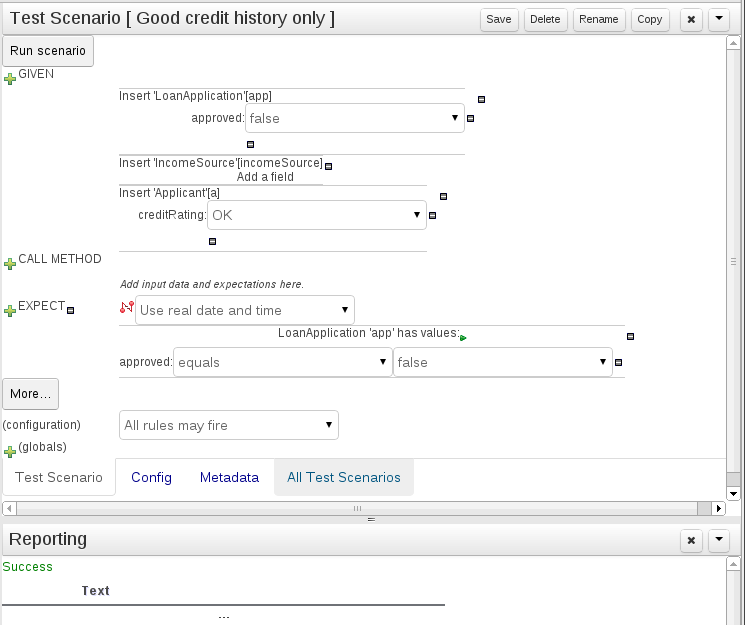 Test Scenario [ Good credit history only ]
Save Delete Rename Copy
Run scenario
GIVEN
Insert 'LoanApplication'[app]
approved: false
Insert 'IncomeSource'[incomeSource]
Add a field
Insert 'Applicant'[a]
creditRating: OK
CALL METHOD
Add input data and expectations here.
EXPECT Use real date and time
LoanApplication 'app' has values:
approved: equals false
More...
(configuration) All rules may fire
(globals)
Test Scenario Config Metadata All Test Scenarios
Reporting
Success
Text
...